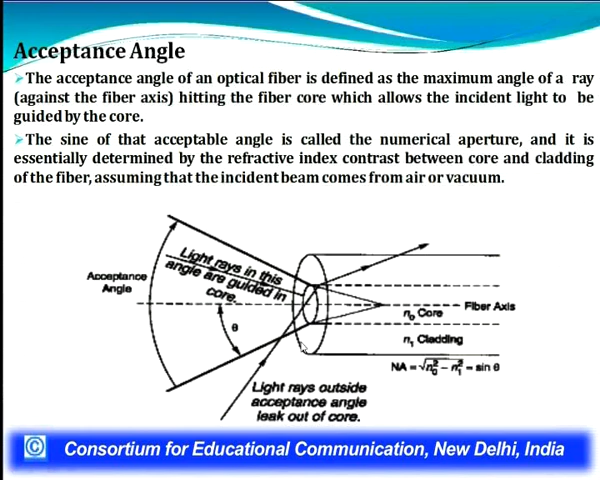 Acceptance Angle
➢The acceptance angle of an optical fiber is defined as the maximum angle of a ray
(against the fiber axis) hitting the fiber core which allows the incident light to be
guided by the core.
➢The sine of that acceptable angle is called the numerical aperture, and it is
essentially determined by the refractive index contrast between core and cladding
of the fiber, assuming that the incident beam comes from air or vacuum.
Acceptance
Angle
Light rays in this
angle are guided in
core.
θ
Fiber Axis
n₀ Core
n₁ Cladding
NA = √n₀² – n₁² = sin θ
Light rays outside
acceptance angle
leak out of core.
© Consortium for Educational Communication, New Delhi, India